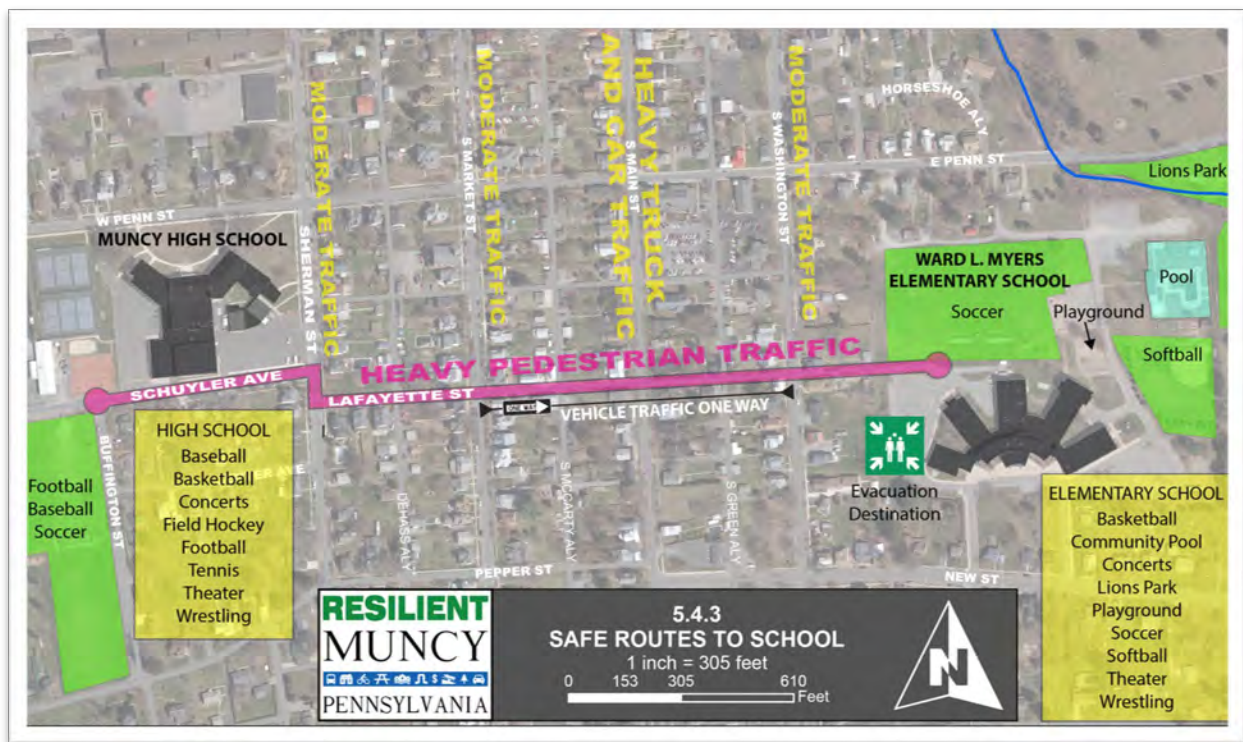 MODERATE TRAFFIC
MODERATE TRAFFIC
HEAVY TRUCK
AND CAR TRAFFIC
MODERATE TRAFFIC
S MARKET ST
S MAIN ST
S WASHINGTON ST
HORSESHOE ALY
E PENN ST
Lions Park
W PENN ST
MUNCY HIGH SCHOOL
SHERMAN ST
WARD L. MYERS
ELEMENTARY SCHOOL
Soccer
Playground
Pool
Softball
HEAVY PEDESTRIAN TRAFFIC
SCHUYLER AVE
LAFAYETTE ST
ONE WAY
VEHICLE TRAFFIC ONE WAY
BUFFINGTON ST
Football
Baseball
Soccer
HIGH SCHOOL
Baseball
Basketball
Concerts
Field Hockey
Football
Tennis
Theater
Wrestling
DEHASS ALY
S MCCARTY ALY
S GREEN ALY
Evacuation
Destination
PEPPER ST
NEW ST
ELEMENTARY SCHOOL
Basketball
Community Pool
Concerts
Lions Park
Playground
Soccer
Softball
Theater
Wrestling
RESILIENT
MUNCY
PENNSYLVANIA
5.4.3
SAFE ROUTES TO SCHOOL
1 inch = 305 feet
0 153 305 610
Feet
N